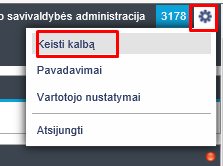 o savivaldybės administracija 3178
Keisti kalbą
Pavadavimai
Vartotojo nustatymai
Atsijungti